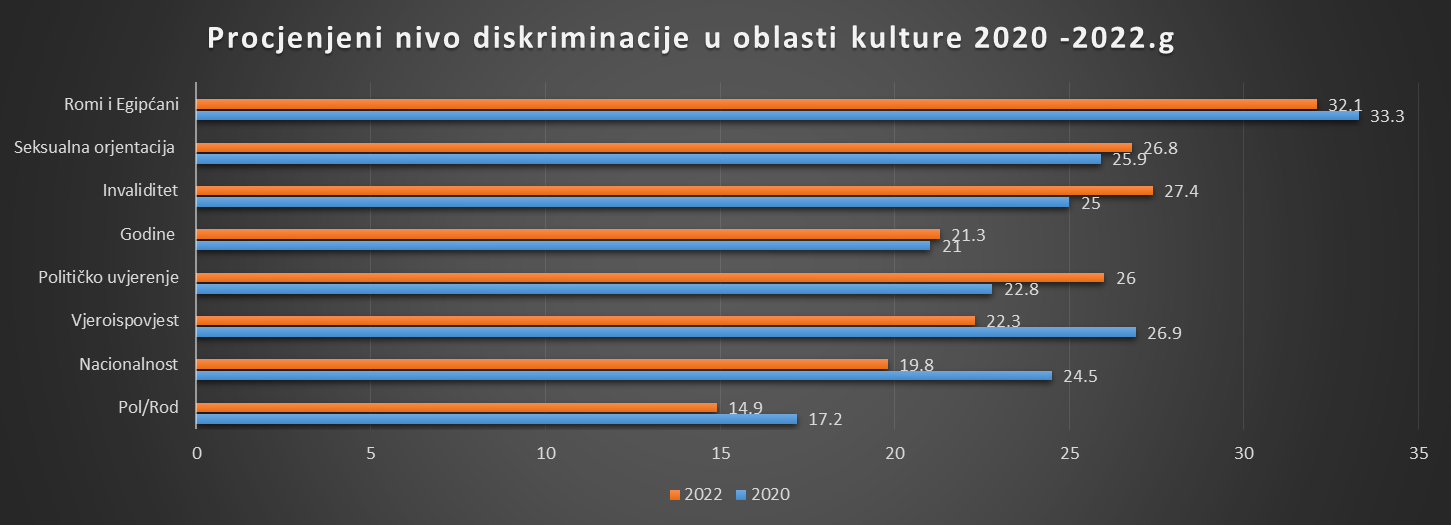 Procjenjeni nivo diskriminacije u oblasti kulture 2020 -2022.g
Romi i Egipćani
32.1
33.3
Seksualna orjentacija
26.8
25.9
Invaliditet
27.4
25
Godine
21.3
21
Političko uvjerenje
26
22.8
Vjeroispovjest
22.3
26.9
Nacionalnost
19.8
24.5
Pol/Rod
14.9
17.2
0 5 10 15 20 25 30 35
2022 2020